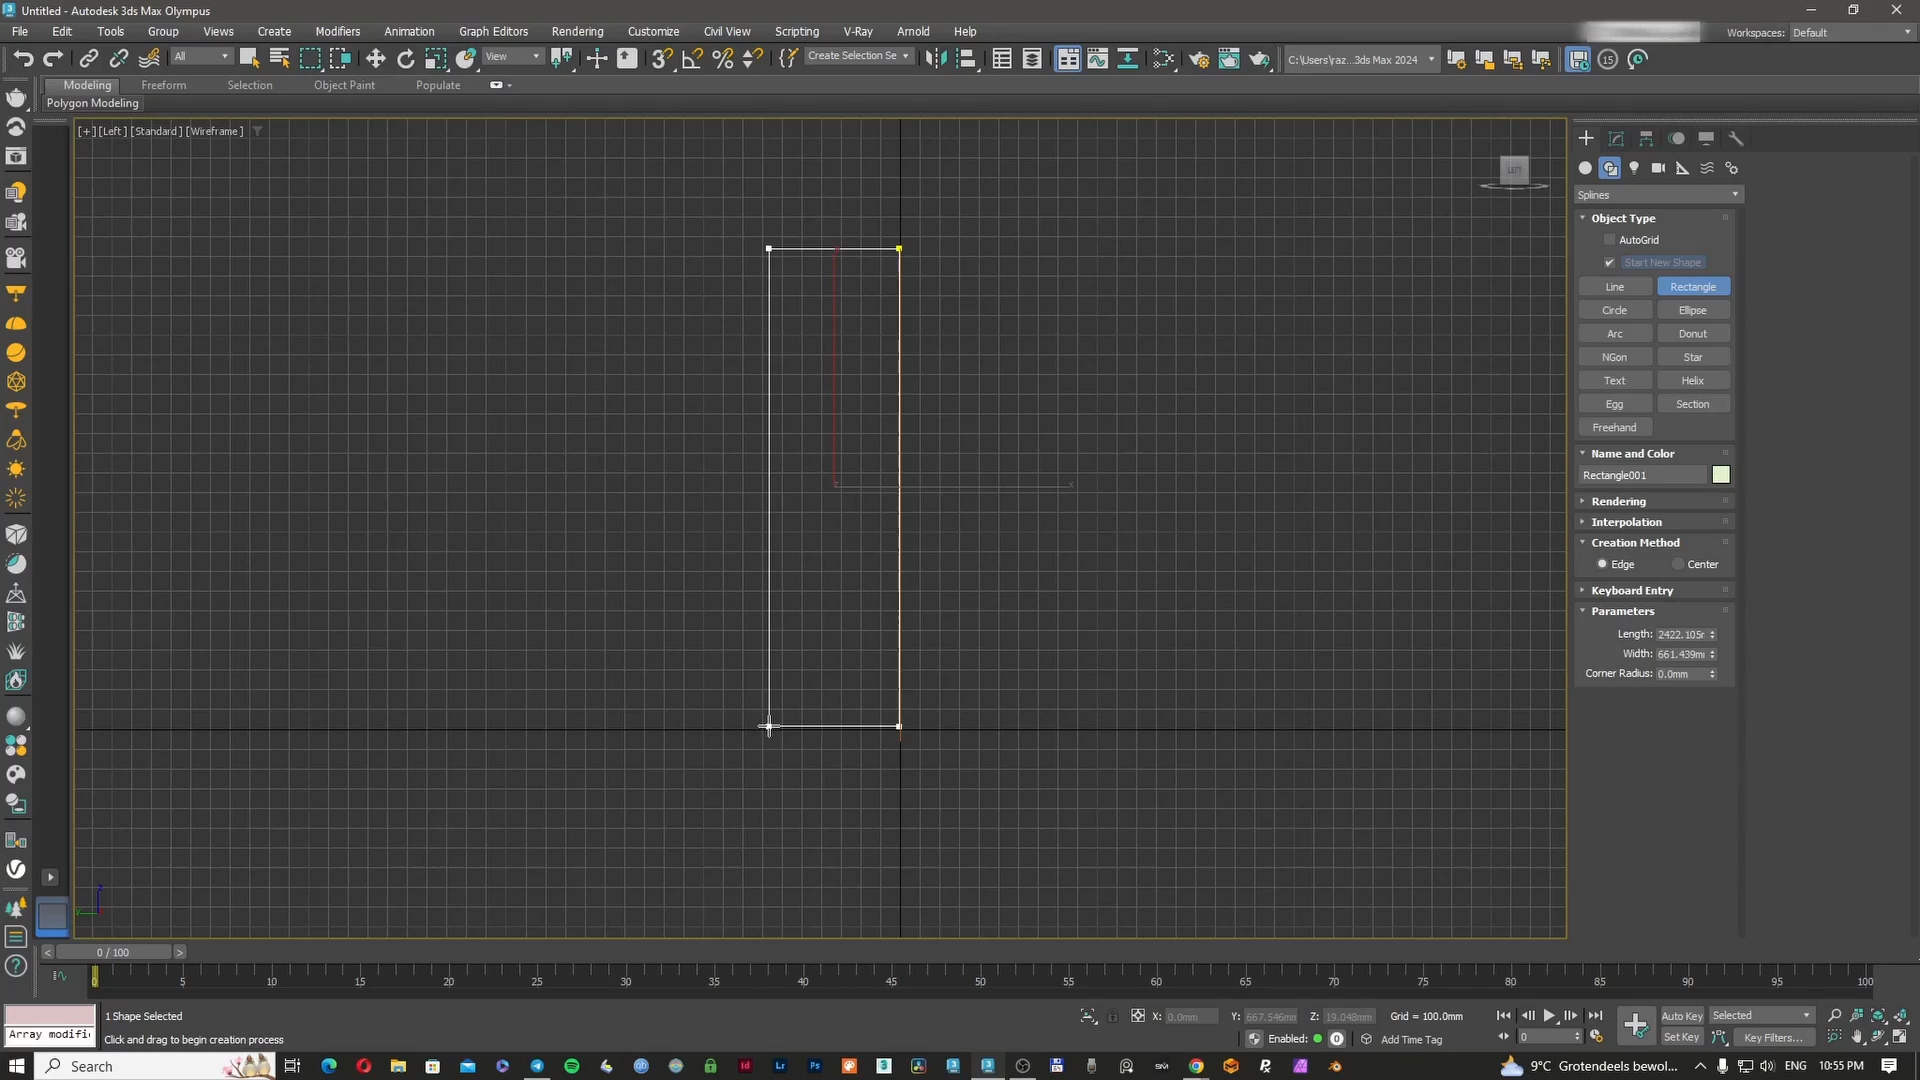 Untitled - Autodesk 3ds Max Olympus
File Edit Tools Group Views Create Modifiers Animation Graph Editors Rendering Civil View Customize Scripting V-Ray Arnold Help
Workspaces: Default
All
View
Create Selection Se
C:\Users\raz...3ds Max 2024
15
Modeling Freeform Selection Object Paint Populate
Polygon Modeling
[+] [Left] [Standard] [Wireframe]
LEFT
Splines
Object Type
AutoGrid
Start New Shape
Line Rectangle
Circle Ellipse
Arc Donut
NGon Star
Text Helix
Egg Section
Freehand
Name and Color
Rectangle001
Rendering
Interpolation
Creation Method
Edge Center
Keyboard Entry
Parameters
Length: 2422.105r
Width: 661.439m
Corner Radius: 0.0mm
z
y
< 0 / 100 >
0 5 10 15 20 25 30 35 40 45 50 55 60 65 70 75 80 85 90 95 100
1 Shape Selected
X: 0.0mm Y: 667.546mm Z: 19.048mm Grid = 100.0mm
Auto Key Selected
Array modifi
Click and drag to begin creation process
Enabled: 0 Add Time Tag
0
Set Key Key Filters...
Search
9°C Grotendeels bewol...
ENG 10:55 PM